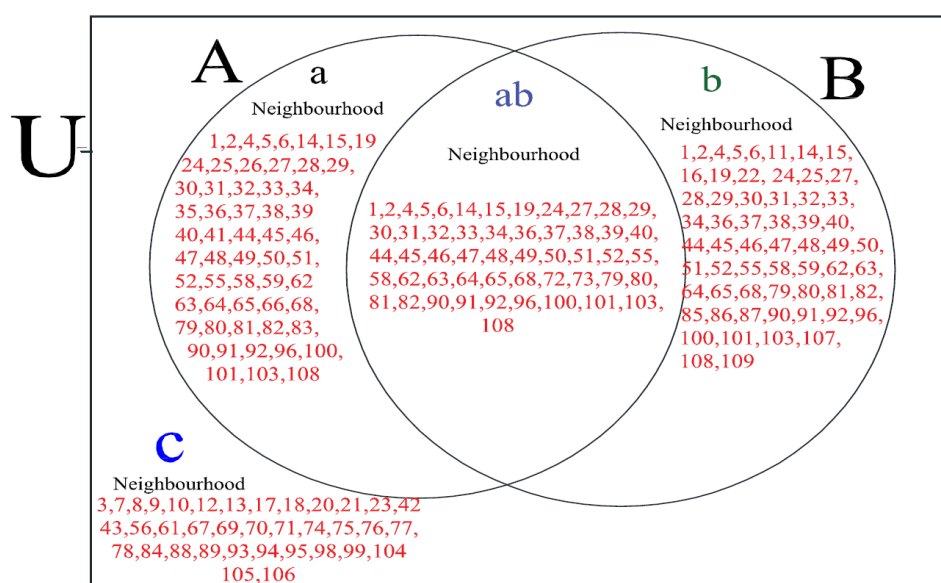 U
A
a
Neighbourhood
1,2,4,5,6,14,15,19
24,25,26,27,28,29,
30,31,32,33,34,
35,36,37,38,39
40,41,44,45,46,
47,48,49,50,51,
52,55,58,59,62
63,64,65,66,68,
79,80,81,82,83,
90,91,92,96,100,
101,103,108
ab
Neighbourhood
1,2,4,5,6,14,15,19,24,27,28,29,
30,31,32,33,34,36,37,38,39,40,
44,45,46,47,48,49,50,51,52,55,
58,62,63,64,65,68,72,73,79,80,
81,82,90,91,92,96,100,101,103,
108
b
B
Neighbourhood
1,2,4,5,6,11,14,15,
16,19,22, 24,25,27,
28,29,30,31,32,33,
34,36,37,38,39,40,
44,45,46,47,48,49,50,
51,52,55,58,59,62,63,
64,65,68,79,80,81,82,
85,86,87,90,91,92,96,
100,101,103,107,
108,109
c
Neighbourhood
3,7,8,9,10,12,13,17,18,20,21,23,42
43,56,61,67,69,70,71,74,75,76,77,
78,84,88,89,93,94,95,98,99,104
105,106